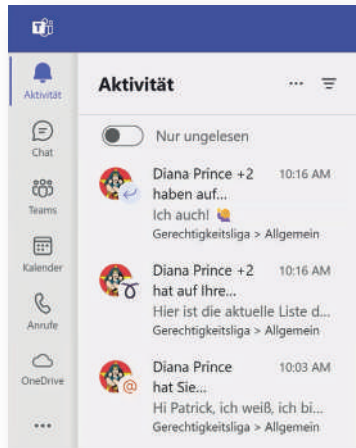 Aktivität
Chat
Teams
Kalender
Anrufe
OneDrive
Aktivität
Nur ungelesen
Diana Prince +2 10:16 AM
haben auf...
Ich auch!
Gerechtigkeitsliga > Allgemein
Diana Prince +2 10:16 AM
hat auf Ihre...
Hier ist die aktuelle Liste d...
Gerechtigkeitsliga > Allgemein
Diana Prince 10:03 AM
hat Sie...
Hi Patrick, ich weiß, ich bi...
Gerechtigkeitsliga > Allgemein